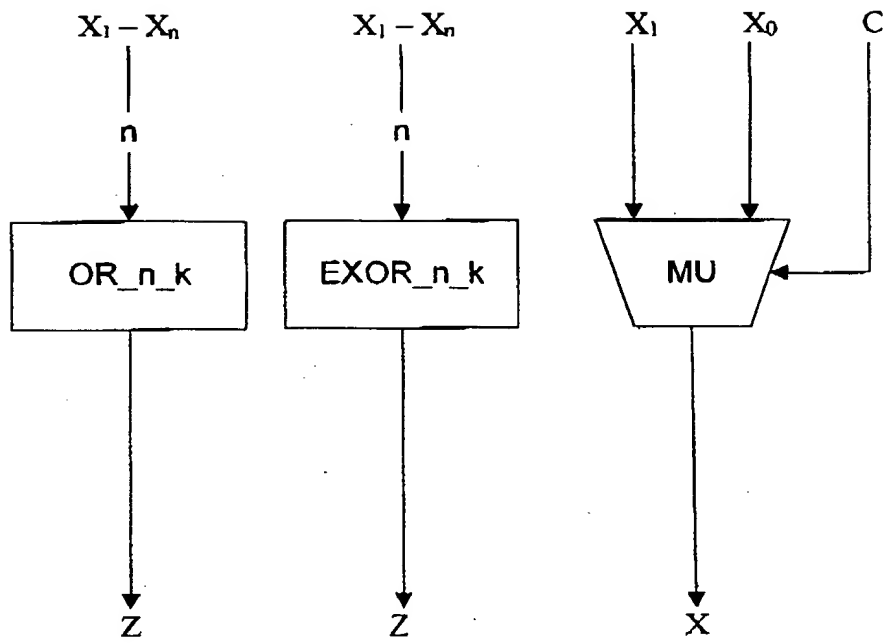 X₁ – Xₙ X₁ – Xₙ X₁ X₀ C
n n
OR_n_k EXOR_n_k MU
Z Z X